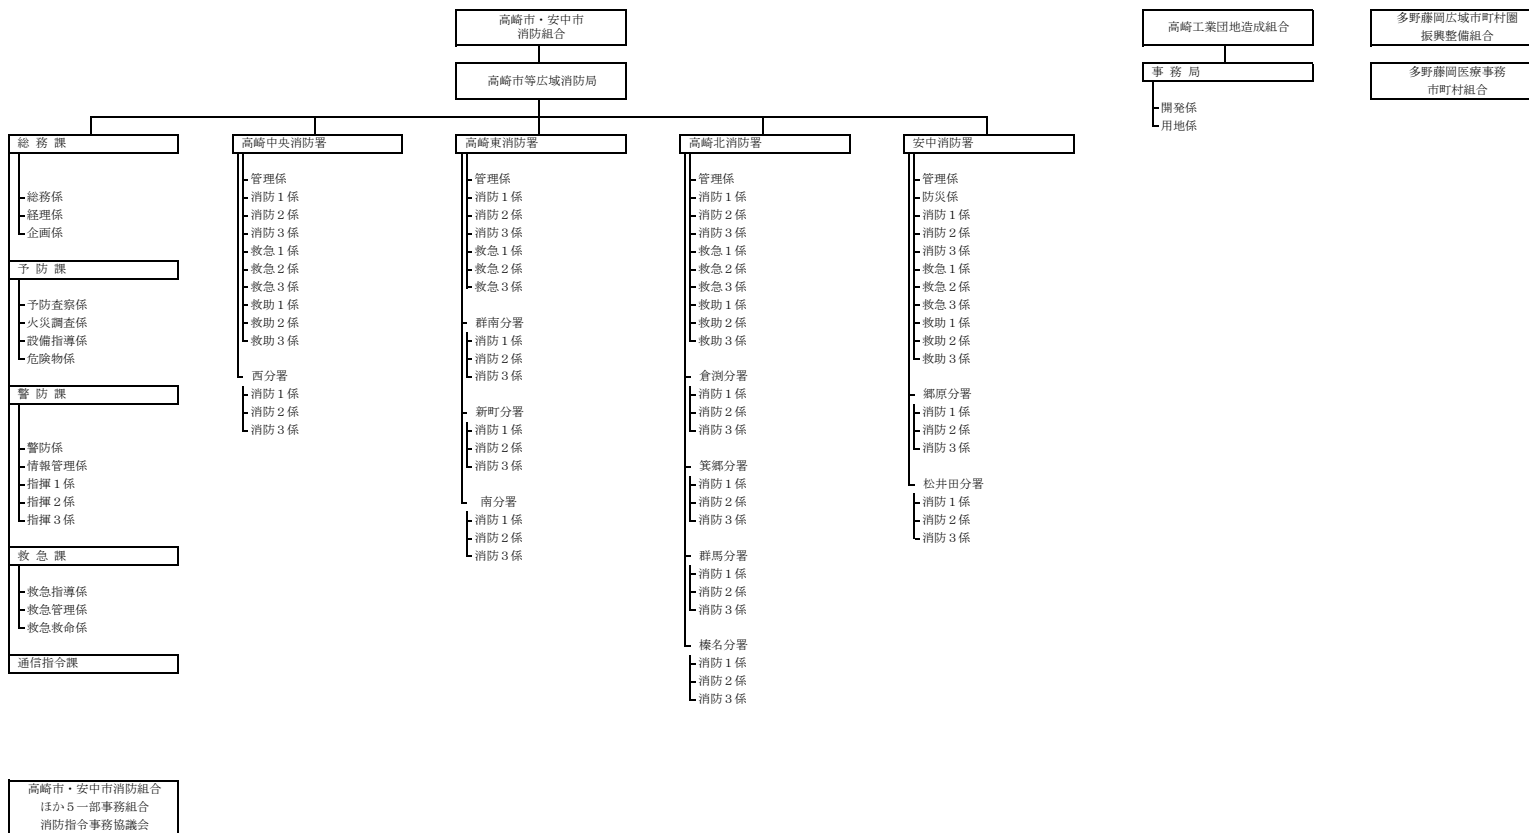 高崎市・安中市
消防組合
高崎市等広域消防局
総 務 課
総務係
経理係
企画係
予 防 課
予防査察係
火災調査係
設備指導係
危険物係
警 防 課
警防係
情報管理係
指揮１係
指揮２係
指揮３係
救 急 課
救急指導係
救急管理係
救急救命係
通信指令課
高崎中央消防署
管理係
消防１係
消防２係
消防３係
救急１係
救急２係
救急３係
救助１係
救助２係
救助３係
西分署
消防１係
消防２係
消防３係
高崎東消防署
管理係
消防１係
消防２係
消防３係
救急１係
救急２係
救急３係
群南分署
消防１係
消防２係
消防３係
新町分署
消防１係
消防２係
消防３係
南分署
消防１係
消防２係
消防３係
高崎北消防署
管理係
消防１係
消防２係
消防３係
救急１係
救急２係
救急３係
救助１係
救助２係
救助３係
倉渕分署
消防１係
消防２係
消防３係
箕郷分署
消防１係
消防２係
消防３係
群馬分署
消防１係
消防２係
消防３係
榛名分署
消防１係
消防２係
消防３係
安中消防署
管理係
防災係
消防１係
消防２係
消防３係
救急１係
救急２係
救急３係
救助１係
救助２係
救助３係
郷原分署
消防１係
消防２係
消防３係
松井田分署
消防１係
消防２係
消防３係
高崎工業団地造成組合
事 務 局
開発係
用地係
多野藤岡広域市町村圏
振興整備組合
多野藤岡医療事務
市町村組合
高崎市・安中市消防組合
ほか５一部事務組合
消防指令事務協議会